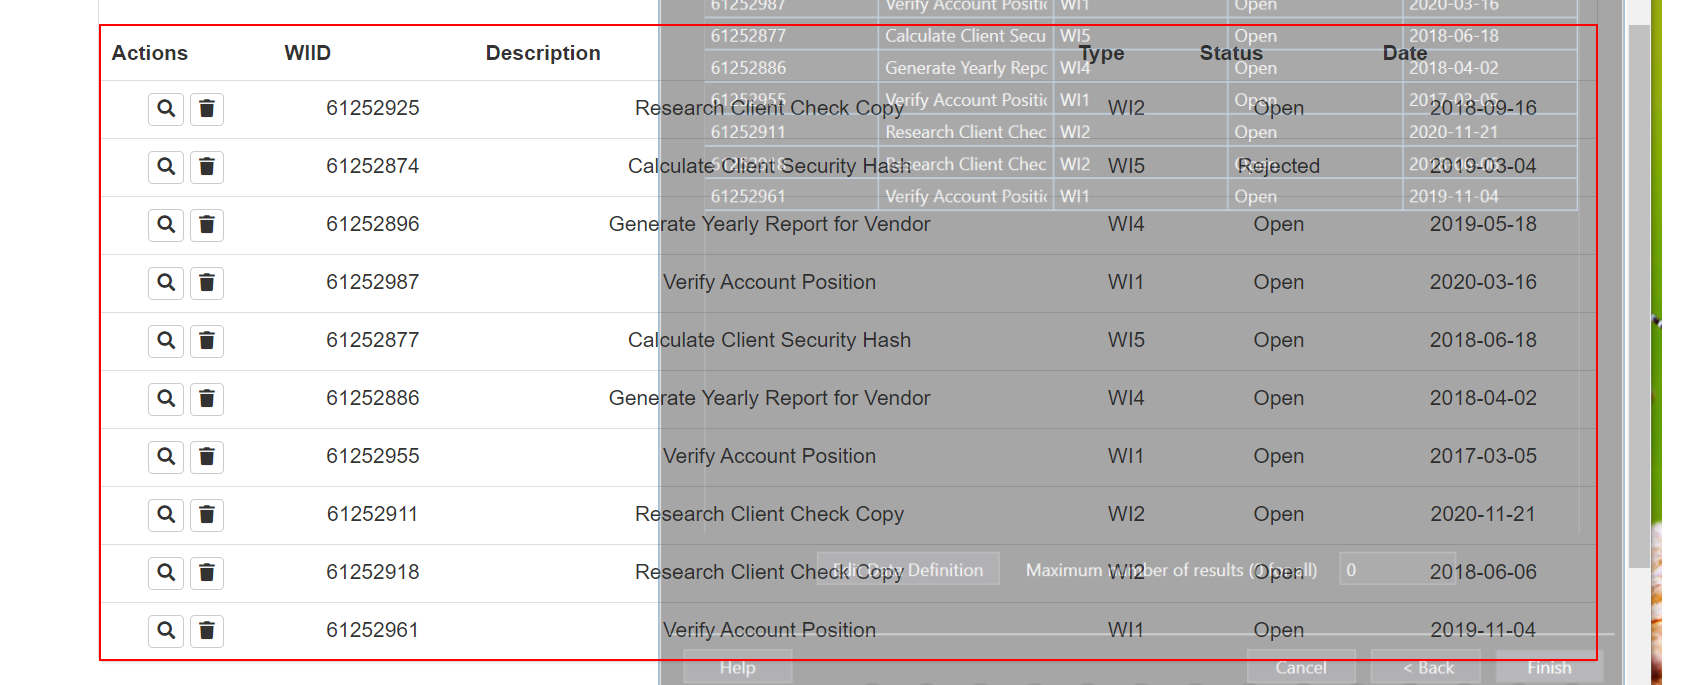 61252987 Verify Account Positic WI1 Open 2020-03-16
61252877 Calculate Client Secu WI5 2018-06-18
Actions WIID Description Type Status Date
61252886 Generate Yearly Repc WI4 Open 2018-04-02
61252955 Verify Account Positic WI1 Open 2017-03-05
61252925 Research Client Check Copy WI2 Open 2018-09-16
61252911 Research Client Chec WI2 Open 2020-11-21
61252918 Research Client Chec WI2
61252874 Calculate Client Security Hash WI5 Rejected 2019-03-04
61252961 Verify Account Positic WI1 Open 2019-11-04
61252896 Generate Yearly Report for Vendor WI4 Open 2019-05-18
61252987 Verify Account Position WI1 Open 2020-03-16
61252877 Calculate Client Security Hash WI5 Open 2018-06-18
61252886 Generate Yearly Report for Vendor WI4 Open 2018-04-02
61252955 Verify Account Position WI1 Open 2017-03-05
61252911 Research Client Check Copy WI2 Open 2020-11-21
Edit Data Definition Maximum number of results (0 for all) 0
61252918 Research Client Check Copy WI2 Open 2018-06-06
61252961 Verify Account Position WI1 Open 2019-11-04
Help Cancel < Back Finish